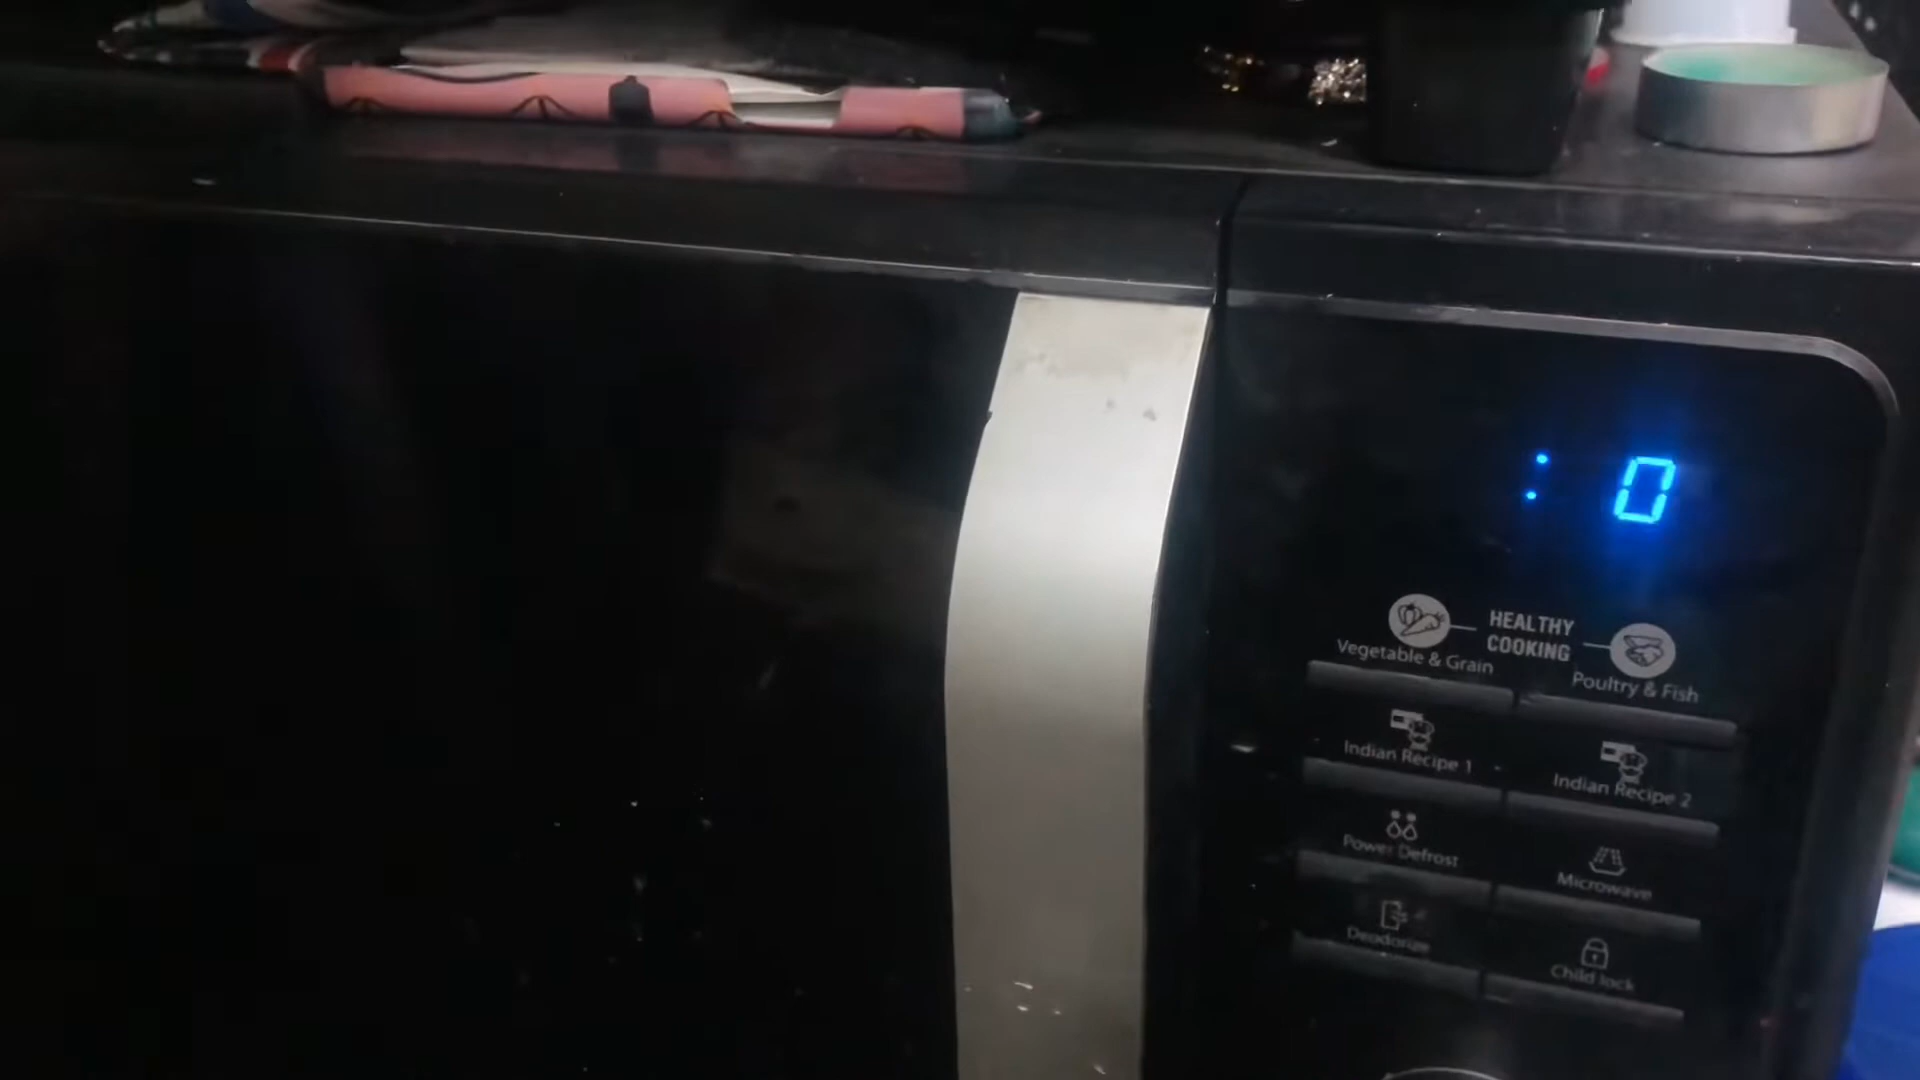 : 0
HEALTHY
COOKING
Vegetable & Grain
Poultry & Fish
Indian Recipe 1
Indian Recipe 2
Power Defrost
Microwave
Deodorize
Child lock